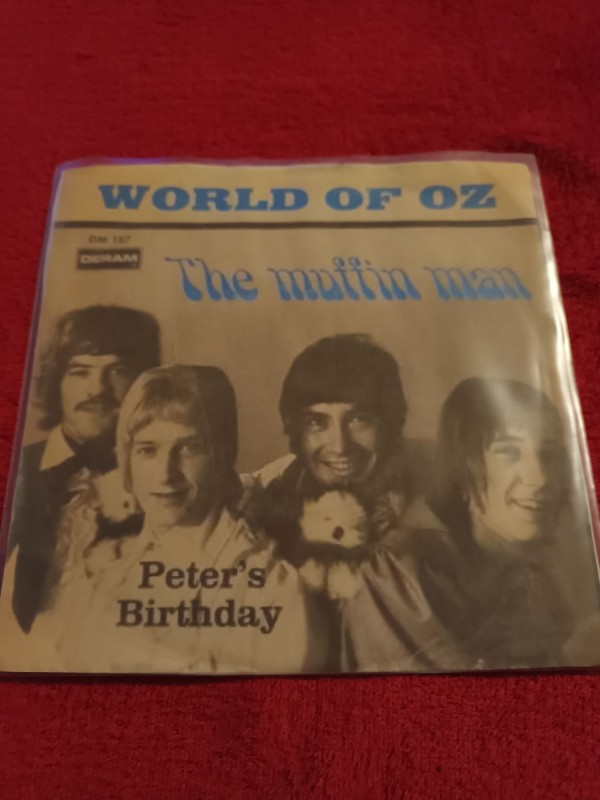 WORLD OF OZ
DM 187
DERAM
The muffin man
Peter's
Birthday